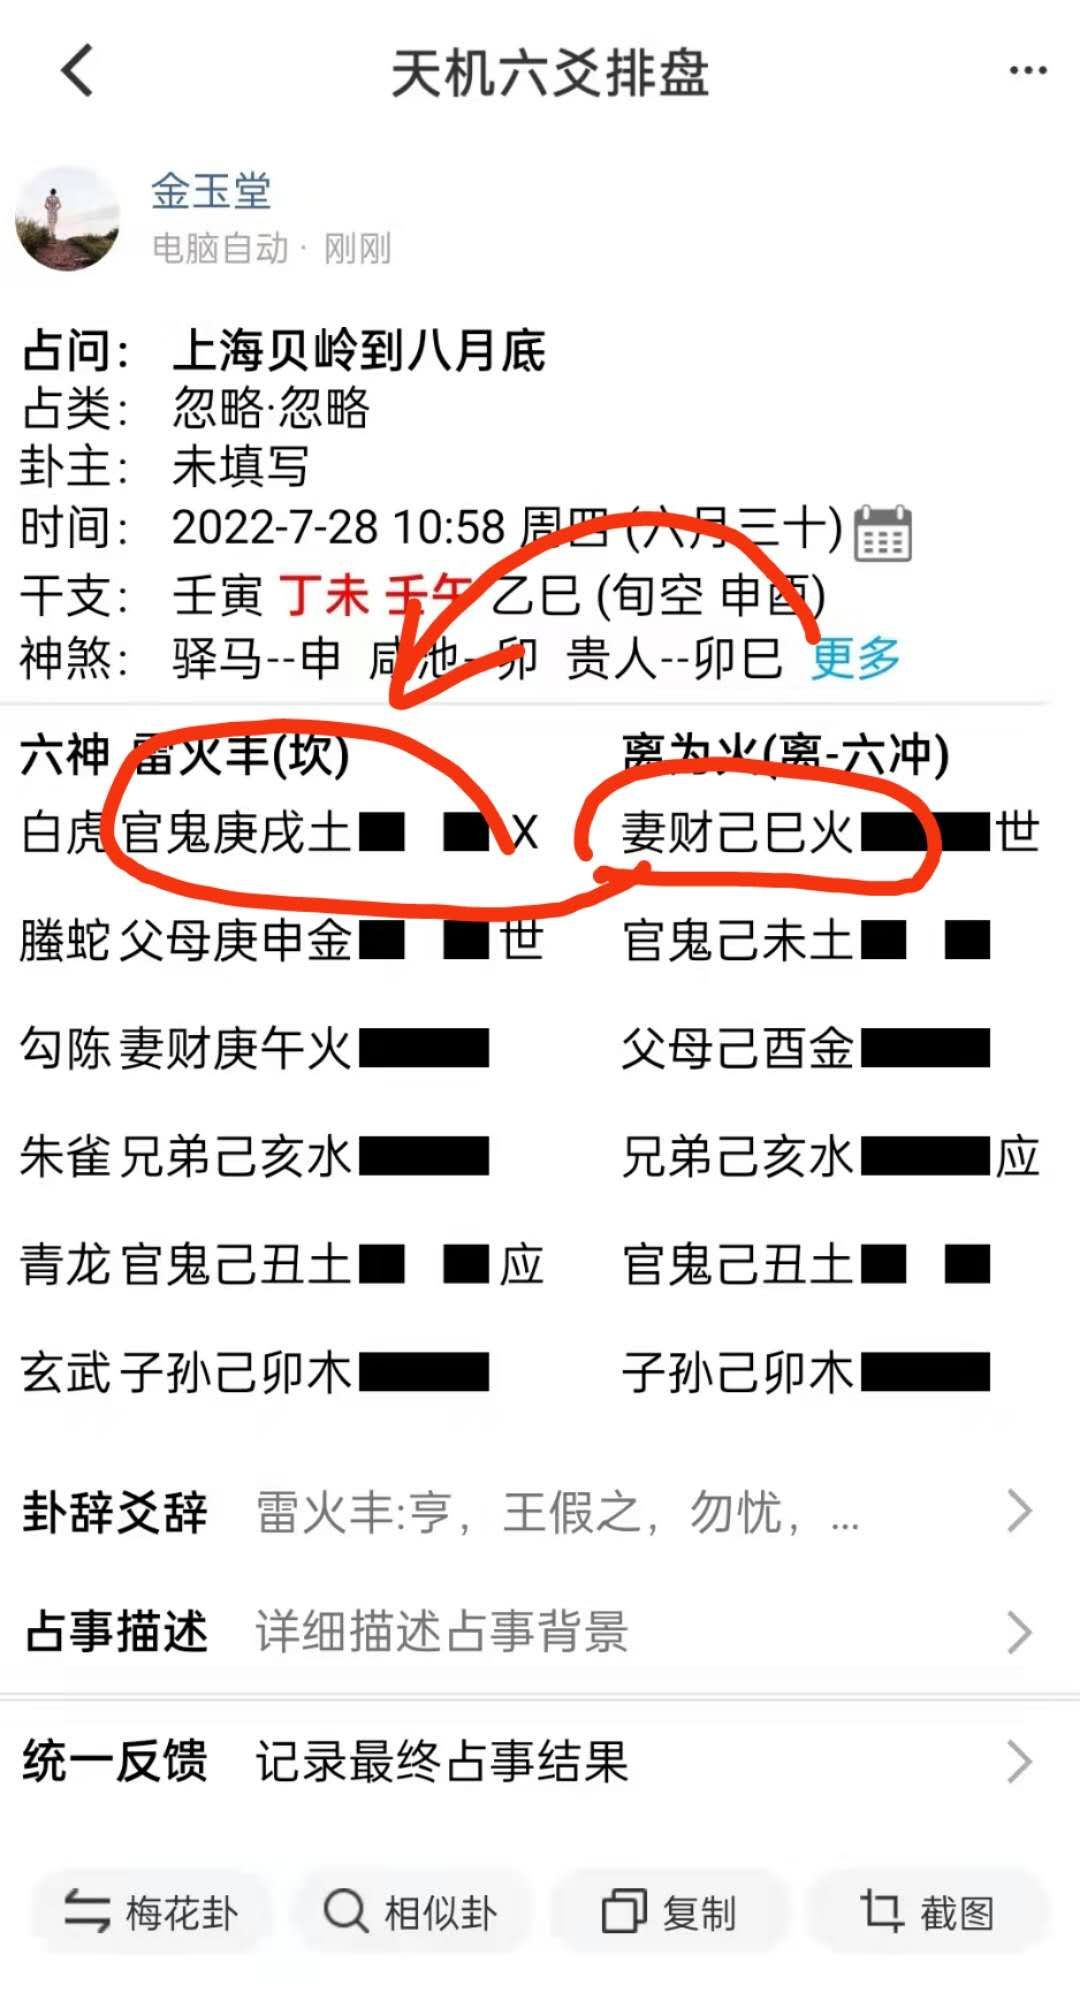 天机六爻排盘
金玉堂
电脑自动 · 刚刚
占问： 上海贝岭到八月底
占类： 忽略·忽略
卦主： 未填写
时间： 2022-7-28 10:58 周四 (六月三十)
干支： 壬寅 丁未 壬午 乙巳 (旬空 申酉)
神煞： 驿马--申 咸池--卯 贵人--卯巳 更多
六神 雷火丰(坎) 离为火(离-六冲)
白虎 官鬼庚戌土 X 妻财己巳火 世
螣蛇 父母庚申金 世 官鬼己未土
勾陈 妻财庚午火 父母己酉金
朱雀 兄弟己亥水 兄弟己亥水 应
青龙 官鬼己丑土 应 官鬼己丑土
玄武 子孙己卯木 子孙己卯木
卦辞爻辞 雷火丰:亨，王假之，勿忧，...
占事描述 详细描述占事背景
统一反馈 记录最终占事结果
梅花卦 相似卦 复制 截图